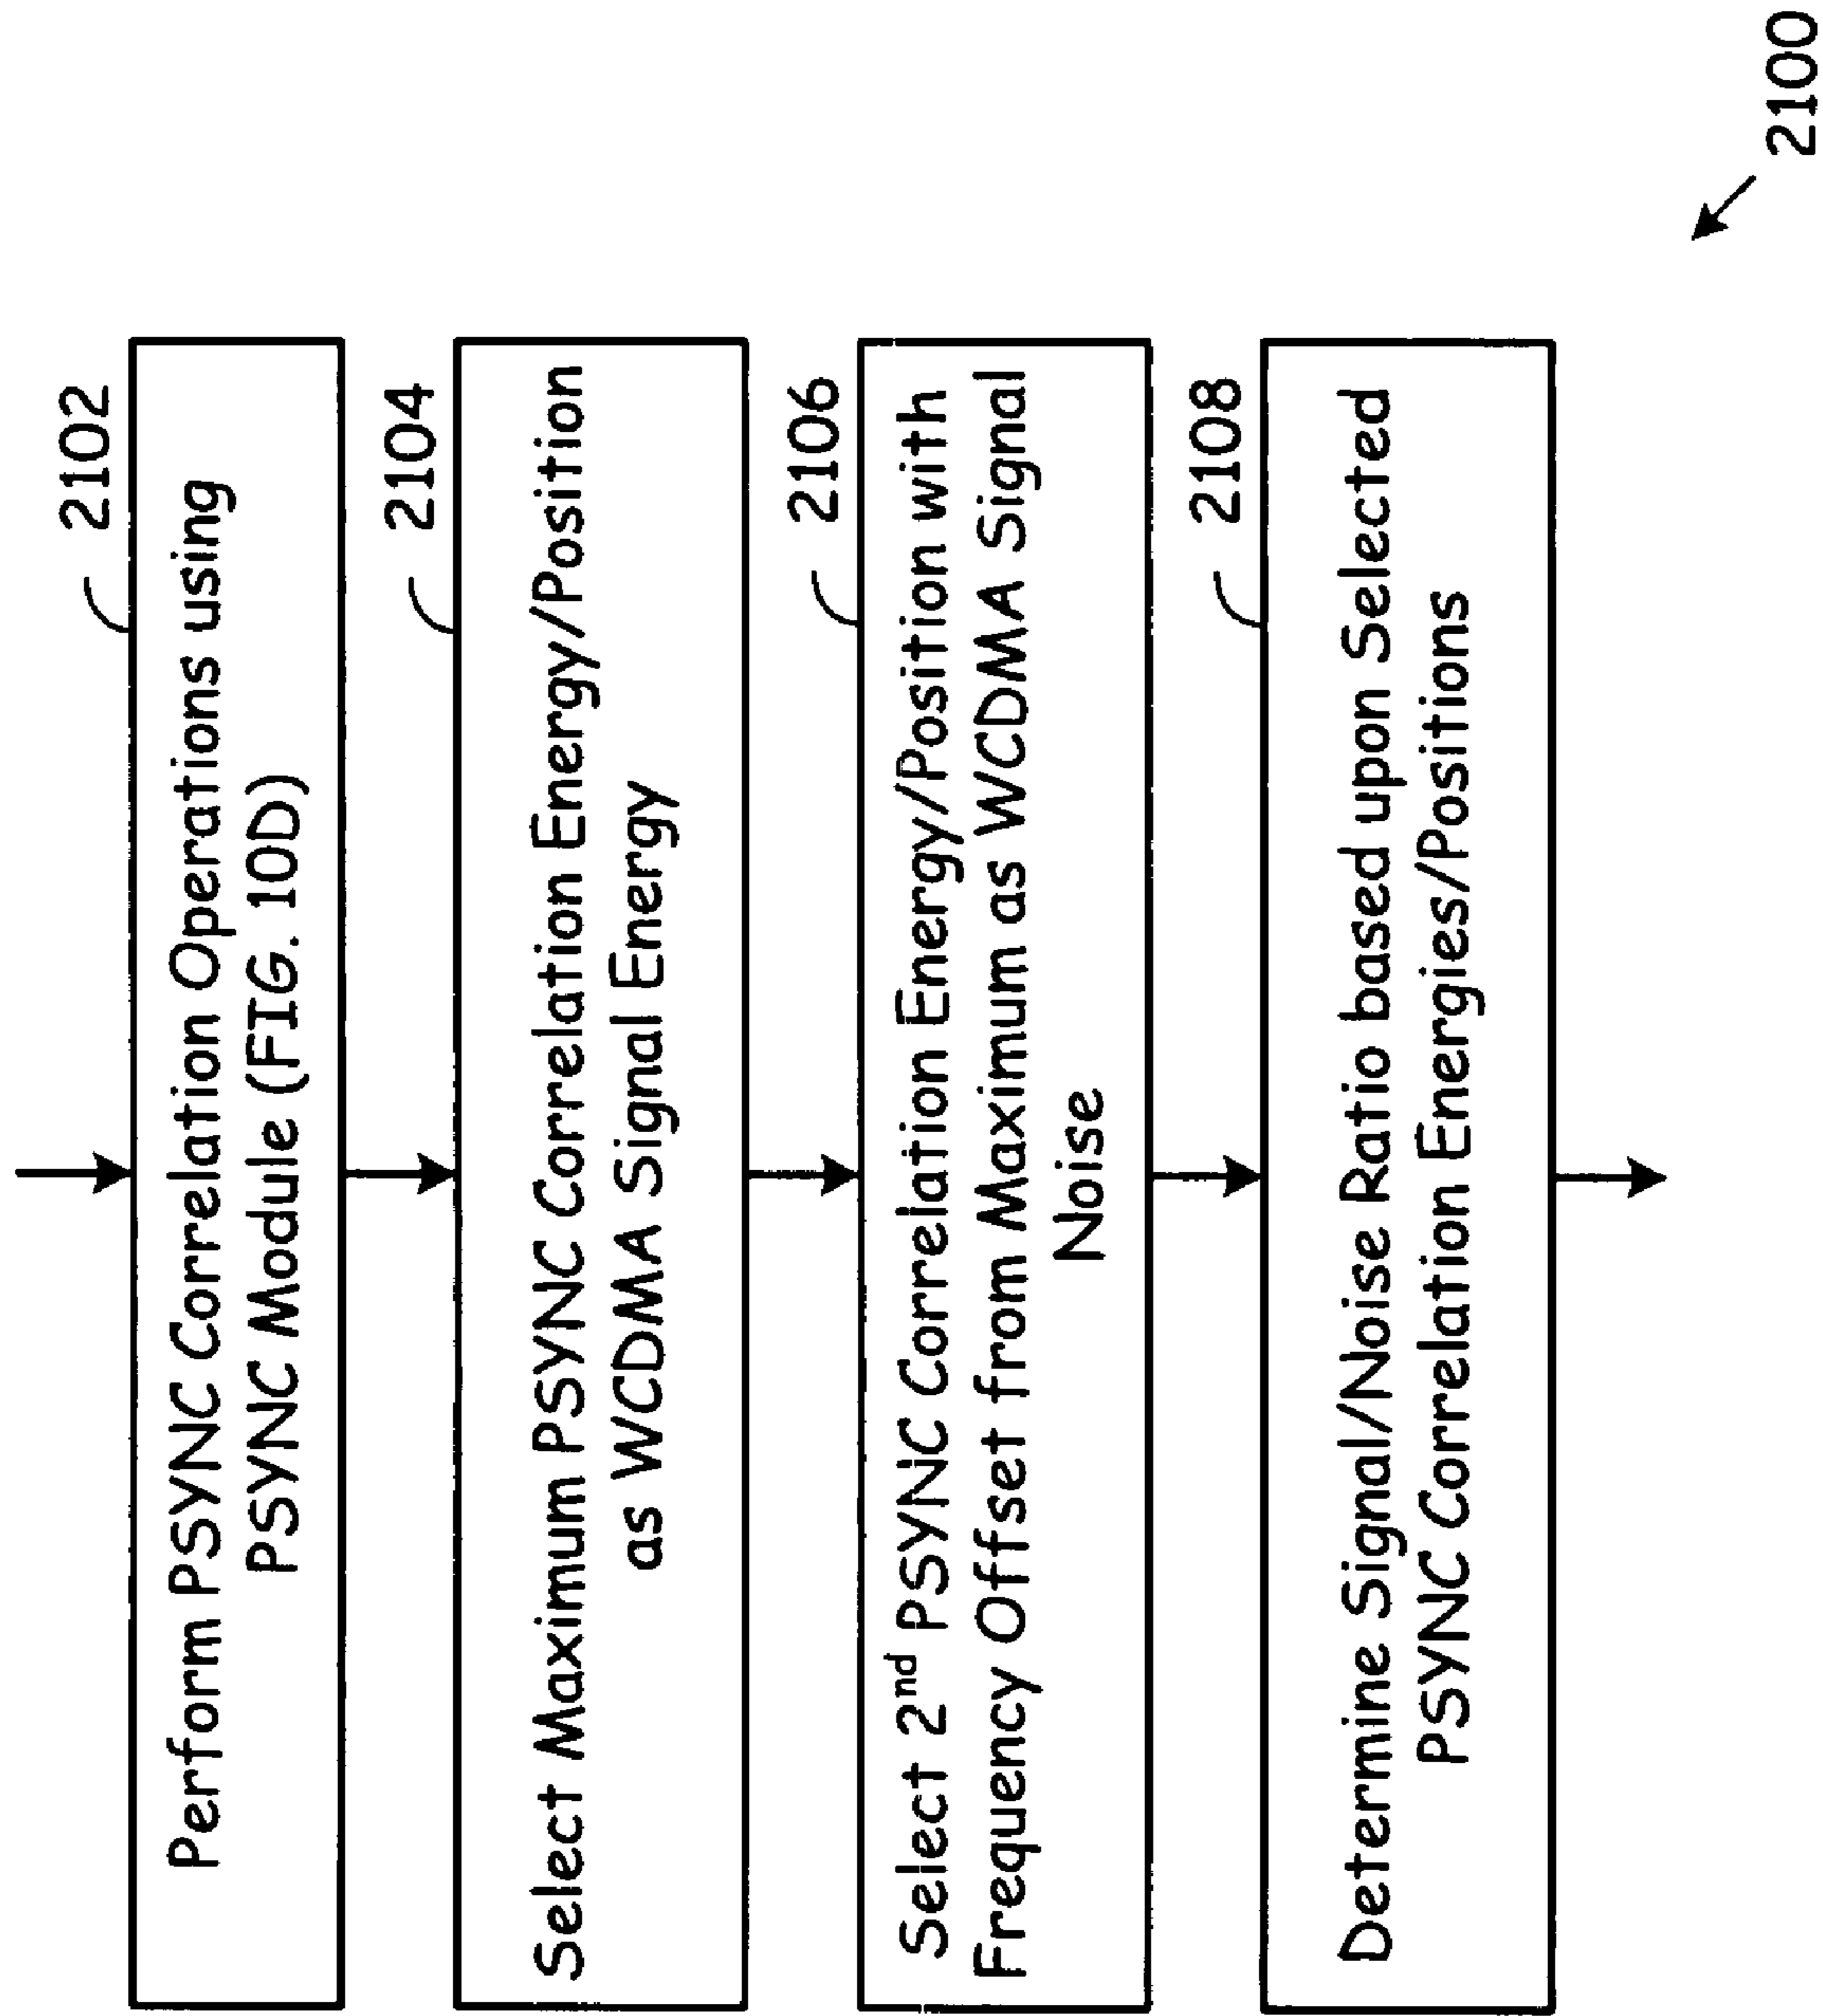 2102
Perform PSYNC Correlation Operations using
PSYNC Module (FIG. 10D)
2104
Select Maximum PSYNC Correlation Energy/Position
as WCDMA Signal Energy
2106
Select 2nd PSYNC Correlation Energy/Position with
Frequency Offset from Maximum as WCDMA Signal
Noise
2108
Determine Signal/Noise Ratio based upon Selected
PSYNC Correlation Energies/Positions
2100